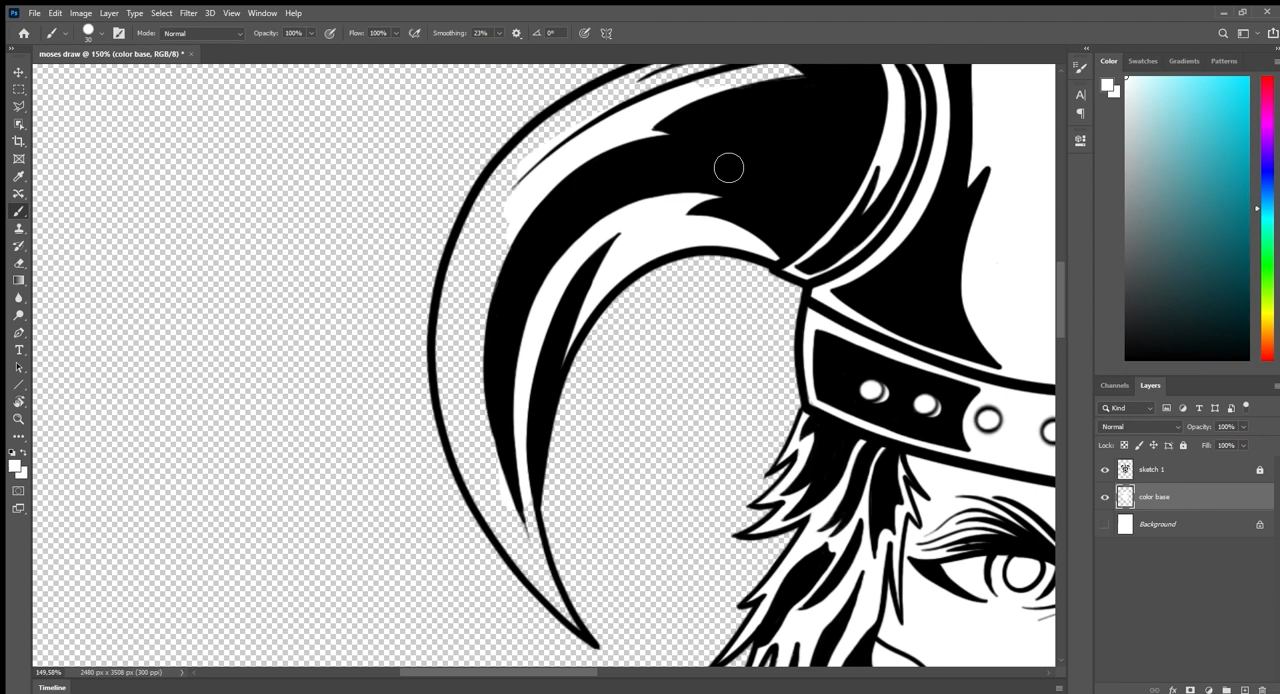 Ps File Edit Image Layer Type Select Filter 3D View Window Help
30 Mode: Normal Opacity: 100% Flow: 100% Smoothing: 23% 0°
moses draw @ 150% (color base, RGB/8) * ×
Color Swatches Gradients Patterns
Channels Layers
Kind
Normal Opacity: 100%
Lock: Fill: 100%
sketch 1
color base
Background
149,58% 2480 px x 3508 px (300 ppi)
Timeline